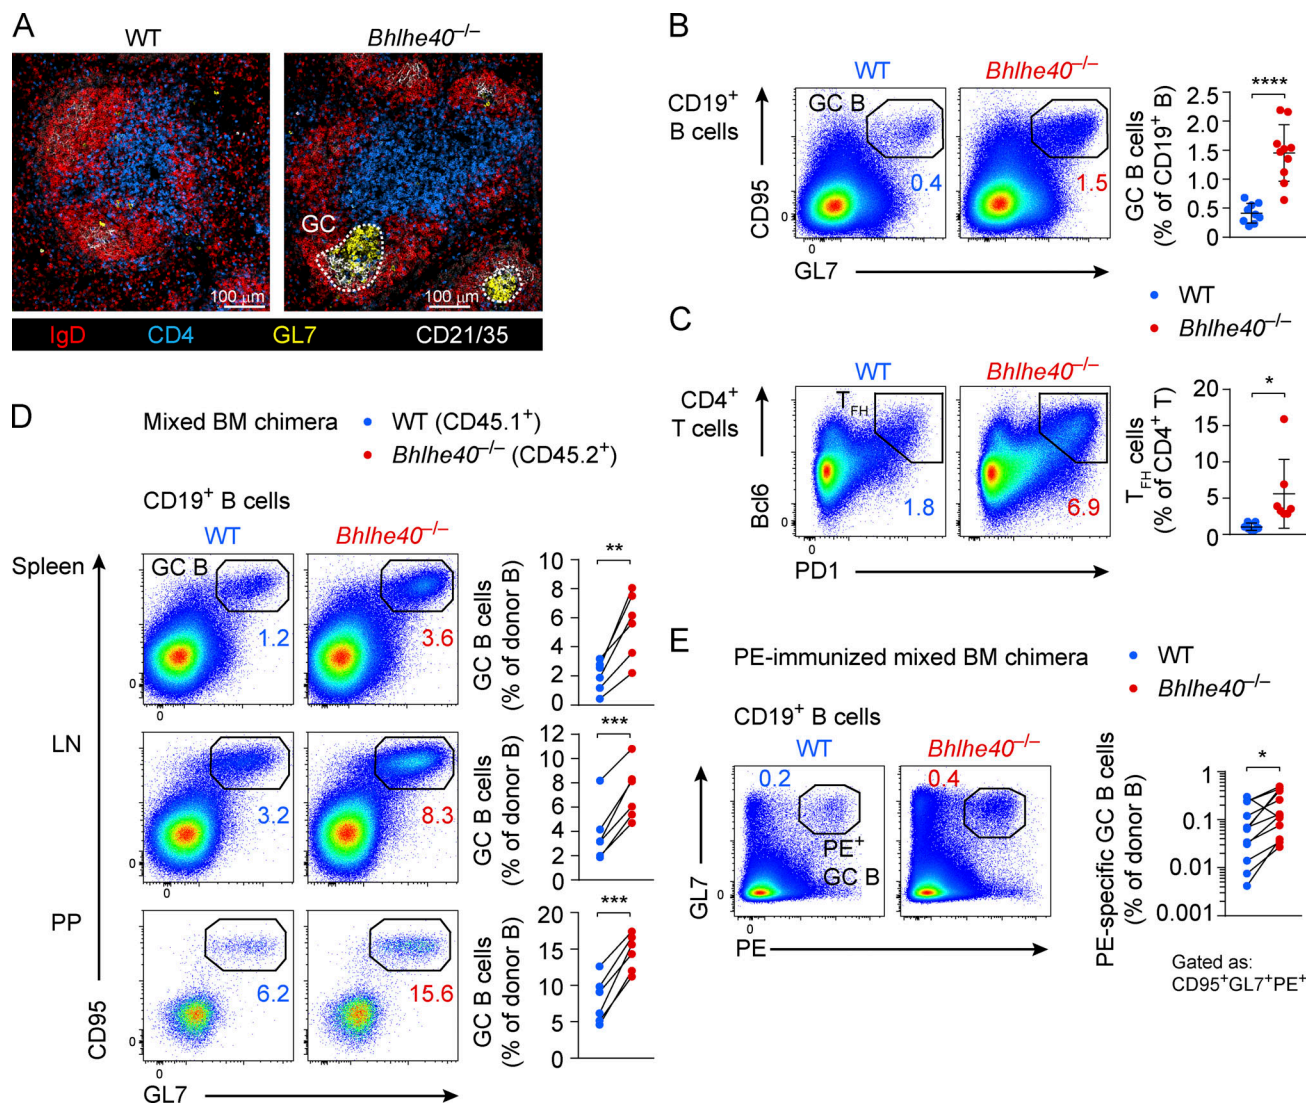 A
WT
Bhlhe40–/–
GC
100 μm
100 μm
IgD CD4 GL7 CD21/35
B
WT
Bhlhe40–/–
CD19+
B cells
GC B
0.4
1.5
CD95
0
0
GL7
GC B cells
(% of CD19+ B)
2.5
2.0
1.5
1.0
0.5
0
****
WT
Bhlhe40–/–
C
WT
Bhlhe40–/–
CD4+
T cells
TFH
1.8
6.9
Bcl6
0
0
0
PD1
TFH cells
(% of CD4+ T)
20
15
10
5
0
*
D
Mixed BM chimera
WT (CD45.1+)
Bhlhe40–/– (CD45.2+)
CD19+ B cells
WT
Bhlhe40–/–
Spleen
GC B
1.2
3.6
0
0
GC B cells
(% of donor B)
8
6
4
2
0
**
LN
3.2
8.3
0
0
GC B cells
(% of donor B)
12
10
8
6
4
2
0
***
PP
6.2
15.6
0
0
GC B cells
(% of donor B)
20
15
10
5
0
***
CD95
GL7
E
PE-immunized mixed BM chimera
WT
Bhlhe40–/–
CD19+ B cells
WT
Bhlhe40–/–
0.2
0.4
PE+
GC B
GL7
0
0
0
PE
PE-specific GC B cells
(% of donor B)
1
0.1
0.01
0.001
*
Gated as:
CD95+GL7+PE+